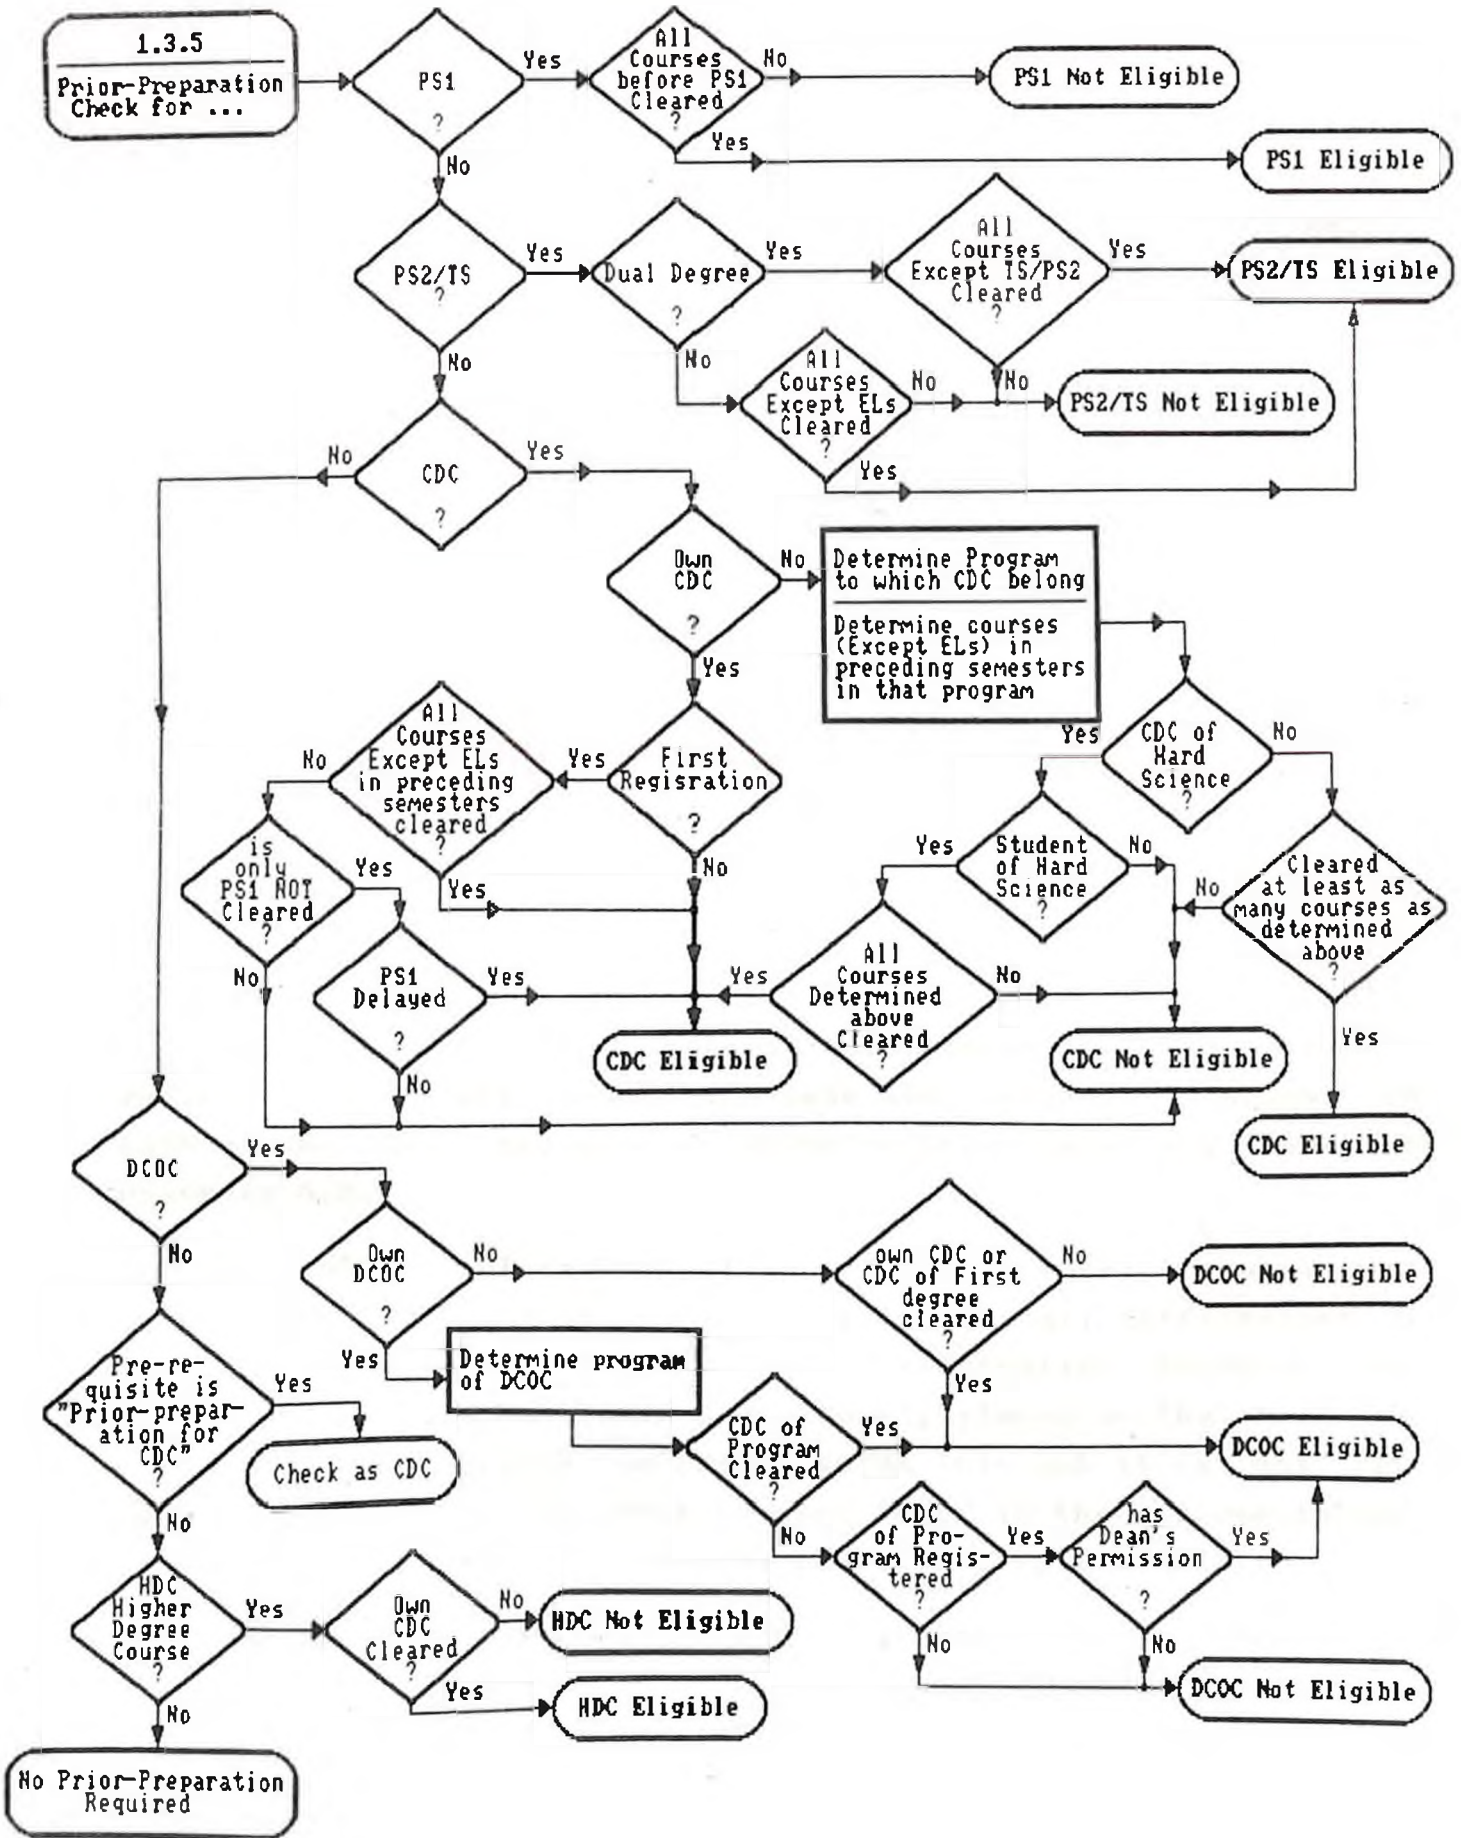 1.3.5
Prior-Preparation
Check for ...
PS1
?
Yes
No
All
Courses
before PS1
Cleared
?
No
Yes
PS1 Not Eligible
PS1 Eligible
PS2/TS
?
Yes
No
Dual Degree
?
Yes
No
All
Courses
Except TS/PS2
Cleared
?
Yes
No
PS2/TS Eligible
All
Courses
Except ELs
Cleared
?
No
Yes
PS2/TS Not Eligible
CDC
?
No
Yes
Own
CDC
?
No
Yes
Determine Program
to which CDC belong
Determine courses
(Except ELs) in
preceding semesters
in that program
First
Regisration
?
Yes
No
All
Courses
Except ELs
in preceding
semesters
cleared
?
No
Yes
is
only
PS1 NOT
Cleared
?
Yes
No
PS1
Delayed
?
Yes
No
CDC of
Hard
Science
?
Yes
No
Student
of Hard
Science
?
Yes
No
Cleared
at least as
many courses as
determined
above
?
No
Yes
All
Courses
Determined
above
Cleared
?
Yes
No
CDC Eligible
CDC Not Eligible
CDC Eligible
DCOC
?
Yes
No
Own
DCOC
?
No
Yes
own CDC or
CDC of First
degree
cleared
?
No
Yes
DCOC Not Eligible
Determine program
of DCOC
CDC of
Program
Cleared
?
Yes
No
DCOC Eligible
CDC
of Pro-
gram Regis-
tered
?
Yes
No
has
Dean's
Permission
?
Yes
No
DCOC Not Eligible
Pre-re-
quisite is
"Prior-prepar-
ation for
CDC"
?
Yes
No
Check as CDC
HDC
Higher
Degree
Course
?
Yes
No
Own
CDC
Cleared
?
No
Yes
HDC Not Eligible
HDC Eligible
No Prior-Preparation
Required